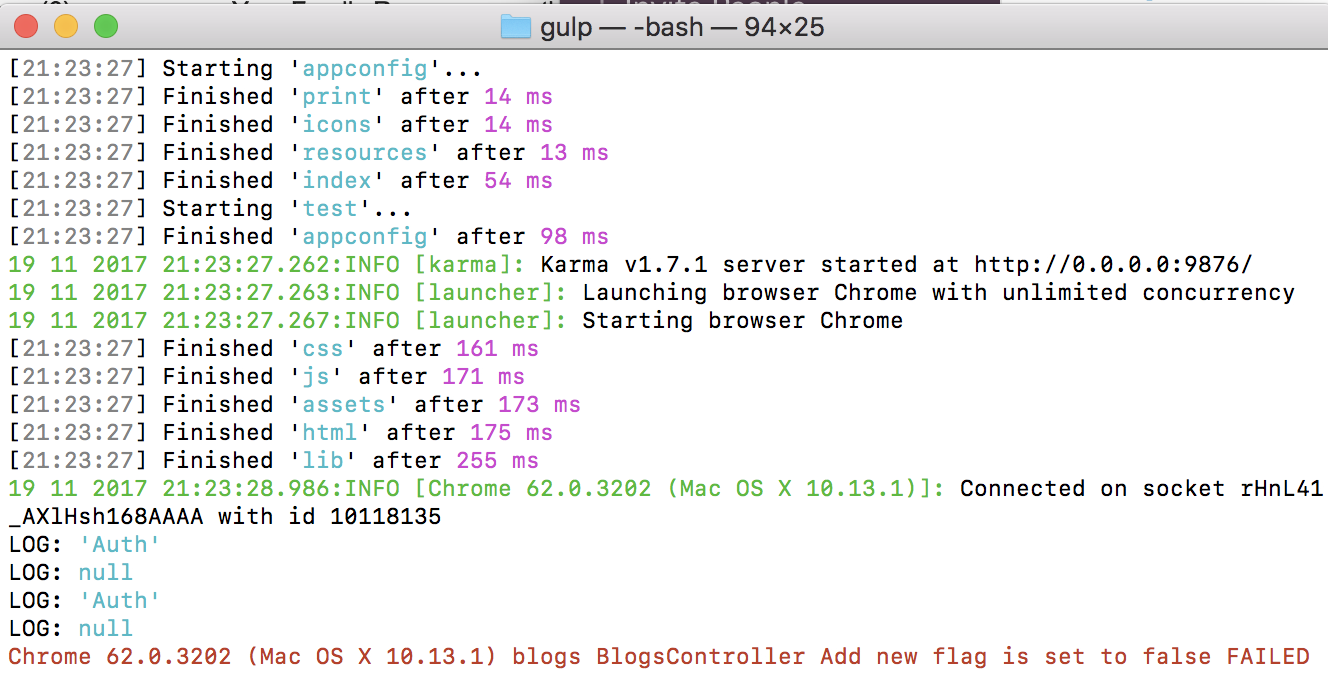 gulp — -bash — 94×25
[21:23:27] Starting 'appconfig'...
[21:23:27] Finished 'print' after 14 ms
[21:23:27] Finished 'icons' after 14 ms
[21:23:27] Finished 'resources' after 13 ms
[21:23:27] Finished 'index' after 54 ms
[21:23:27] Starting 'test'...
[21:23:27] Finished 'appconfig' after 98 ms
19 11 2017 21:23:27.262:INFO [karma]: Karma v1.7.1 server started at http://0.0.0.0:9876/
19 11 2017 21:23:27.263:INFO [launcher]: Launching browser Chrome with unlimited concurrency
19 11 2017 21:23:27.267:INFO [launcher]: Starting browser Chrome
[21:23:27] Finished 'css' after 161 ms
[21:23:27] Finished 'js' after 171 ms
[21:23:27] Finished 'assets' after 173 ms
[21:23:27] Finished 'html' after 175 ms
[21:23:27] Finished 'lib' after 255 ms
19 11 2017 21:23:28.986:INFO [Chrome 62.0.3202 (Mac OS X 10.13.1)]: Connected on socket rHnL41
_AXlHsh168AAAA with id 10118135
LOG: 'Auth'
LOG: null
LOG: 'Auth'
LOG: null
Chrome 62.0.3202 (Mac OS X 10.13.1) blogs BlogsController Add new flag is set to false FAILED